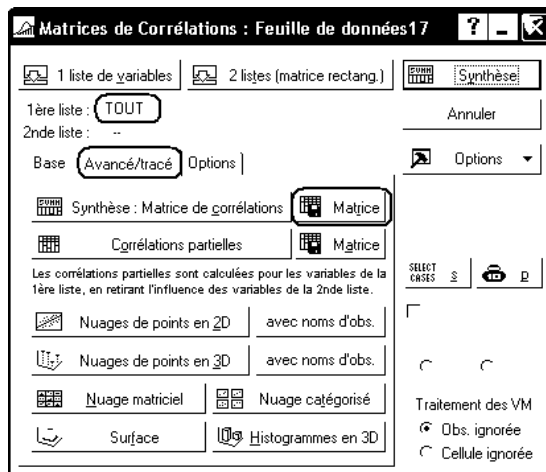 Matrices de Corrélations : Feuille de données17
1 liste de variables
2 listes (matrice rectang.)
Synthèse
1ère liste : TOUT
2nde liste : --
Annuler
Base Avancé/tracé Options
Options
Synthèse : Matrice de corrélations
Matrice
Corrélations partielles
Matrice
Les corrélations partielles sont calculées pour les variables de la
1ère liste, en retirant l'influence des variables de la 2nde liste.
SELECT
CASES S
D
Nuages de points en 2D
avec noms d'obs.
Nuages de points en 3D
avec noms d'obs.
Nuage matriciel
Nuage catégorisé
Traitement des VM
Surface
Histogrammes en 3D
Obs. ignorée
Cellule ignorée